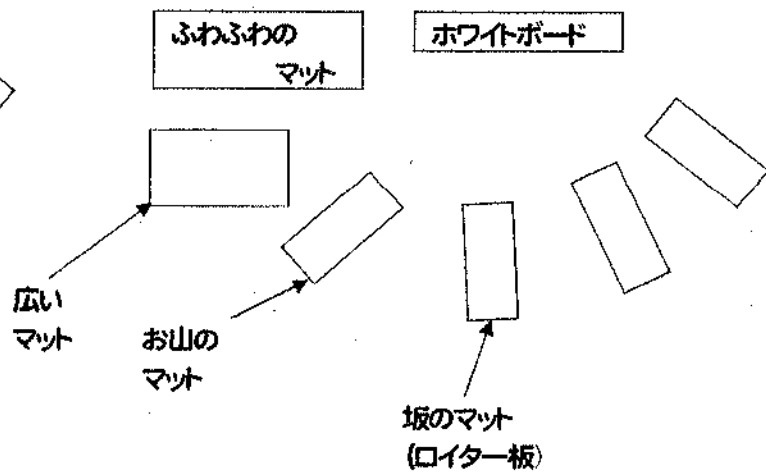 ふわふわの
マット
ホワイトボード
広い
マット
お山の
マット
坂のマット
(ロイター板)